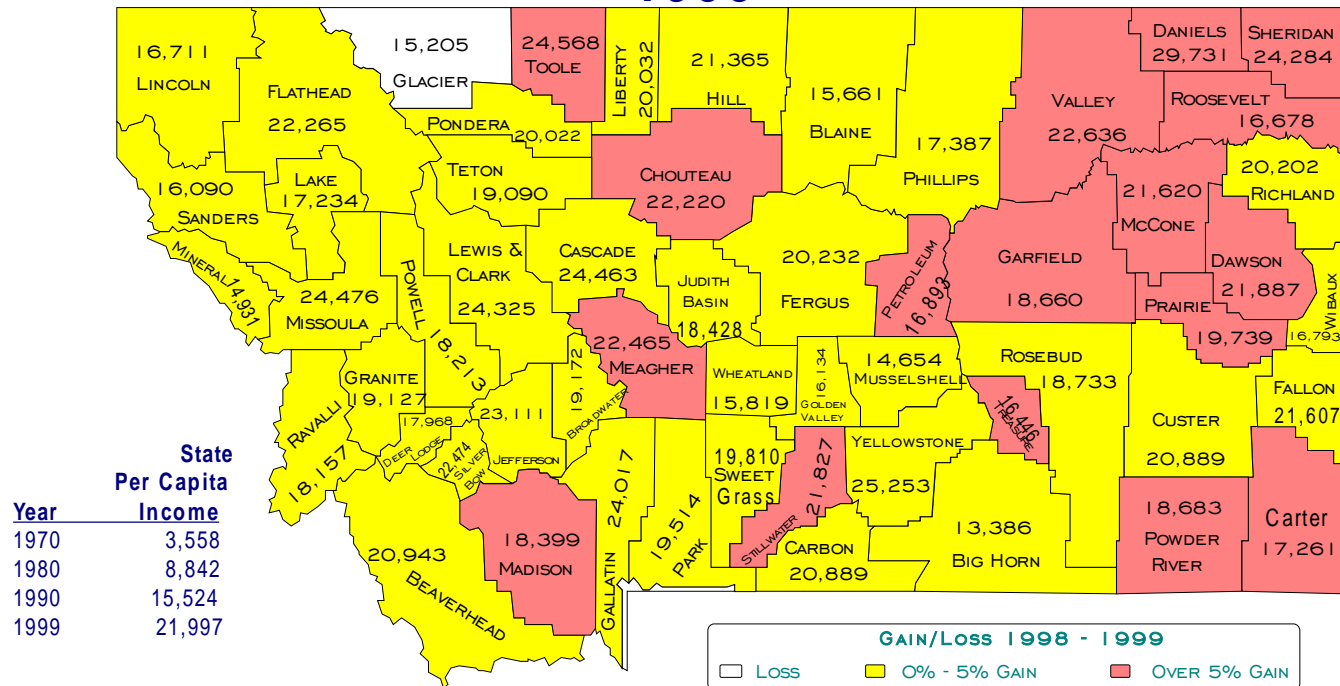 16,711
LINCOLN
FLATHEAD
22,265
15,205
GLACIER
24,568
TOOLE
LIBERTY
20,032
21,365
HILL
15,661
BLAINE
17,387
PHILLIPS
VALLEY
22,636
DANIELS
29,731
SHERIDAN
24,284
ROOSEVELT
16,678
PONDERA
20,022
TETON
19,090
CHOUTEAU
22,220
16,090
SANDERS
LAKE
17,234
MINERAL
14,931
24,476
MISSOULA
POWELL
18,213
LEWIS &
CLARK
24,325
CASCADE
24,463
JUDITH
BASIN
18,428
20,232
FERGUS
PETROLEUM
16,893
GARFIELD
18,660
21,620
MCCONE
20,202
RICHLAND
DAWSON
21,887
PRAIRIE
19,739
WIBAUX
16,793
22,465
MEAGHER
GRANITE
19,127
RAVALLI
18,157
17,968
DEER
LODGE
22,474
SILVER
BOW
23,111
JEFFERSON
19,172
BROADWATER
WHEATLAND
15,819
16,134
GOLDEN
VALLEY
14,654
MUSSELSHELL
ROSEBUD
18,733
16,446
TREASURE
CUSTER
20,889
FALLON
21,607
20,943
BEAVERHEAD
18,399
MADISON
GALLATIN
24,017
19,514
PARK
19,810
SWEET
Grass
STILLWATER
21,827
YELLOWSTONE
25,253
CARBON
20,889
13,386
BIG HORN
18,683
POWDER
RIVER
Carter
17,261
State
Per Capita
Year Income
1970 3,558
1980 8,842
1990 15,524
1999 21,997
GAIN/LOSS 1998 - 1999
LOSS 0% - 5% GAIN OVER 5% GAIN